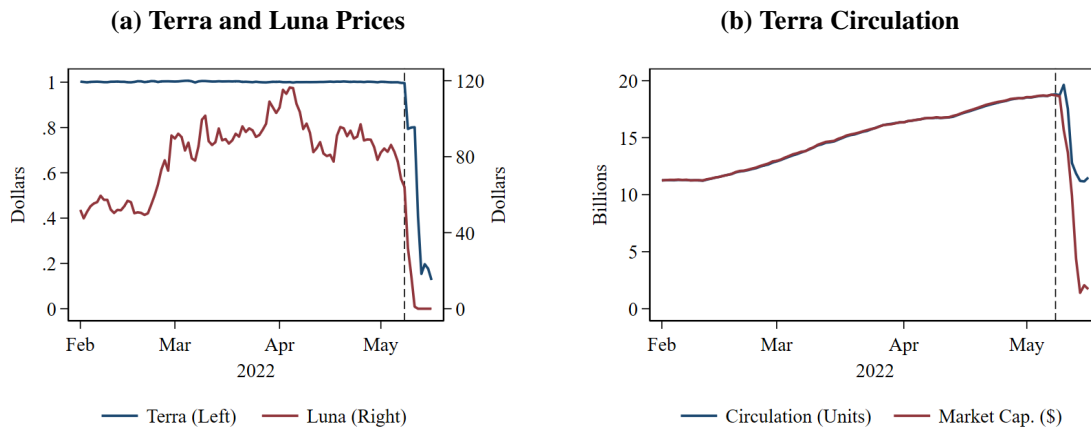 (a) Terra and Luna Prices
1
.8
.6
.4
.2
0
Dollars
120
80
40
0
Dollars
Feb Mar Apr May
2022
Terra (Left) Luna (Right)
(b) Terra Circulation
20
15
10
5
0
Billions
Feb Mar Apr May
2022
Circulation (Units) Market Cap. ($)